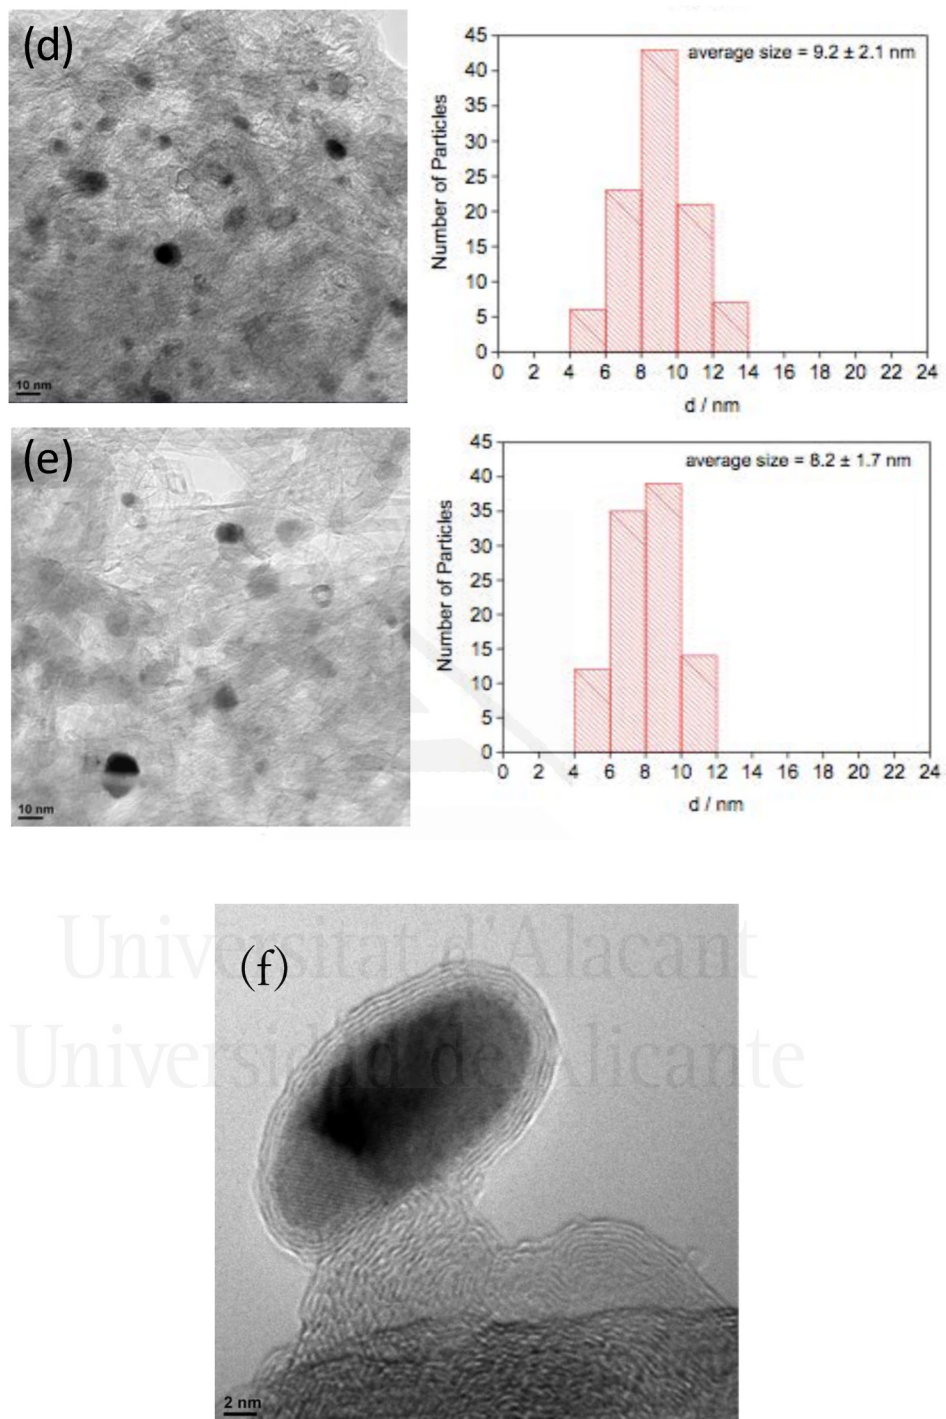 (d)
10 nm
45
40
35
30
25
20
15
10
5
0
Number of Particles
average size = 9.2 ± 2.1 nm
0 2 4 6 8 10 12 14 16 18 20 22 24
d / nm
(e)
10 nm
45
40
35
30
25
20
15
10
5
0
Number of Particles
average size = 8.2 ± 1.7 nm
0 2 4 6 8 10 12 14 16 18 20 22 24
d / nm
(f)
Universitat d'Alacant
Universidad de Alicante
2 nm